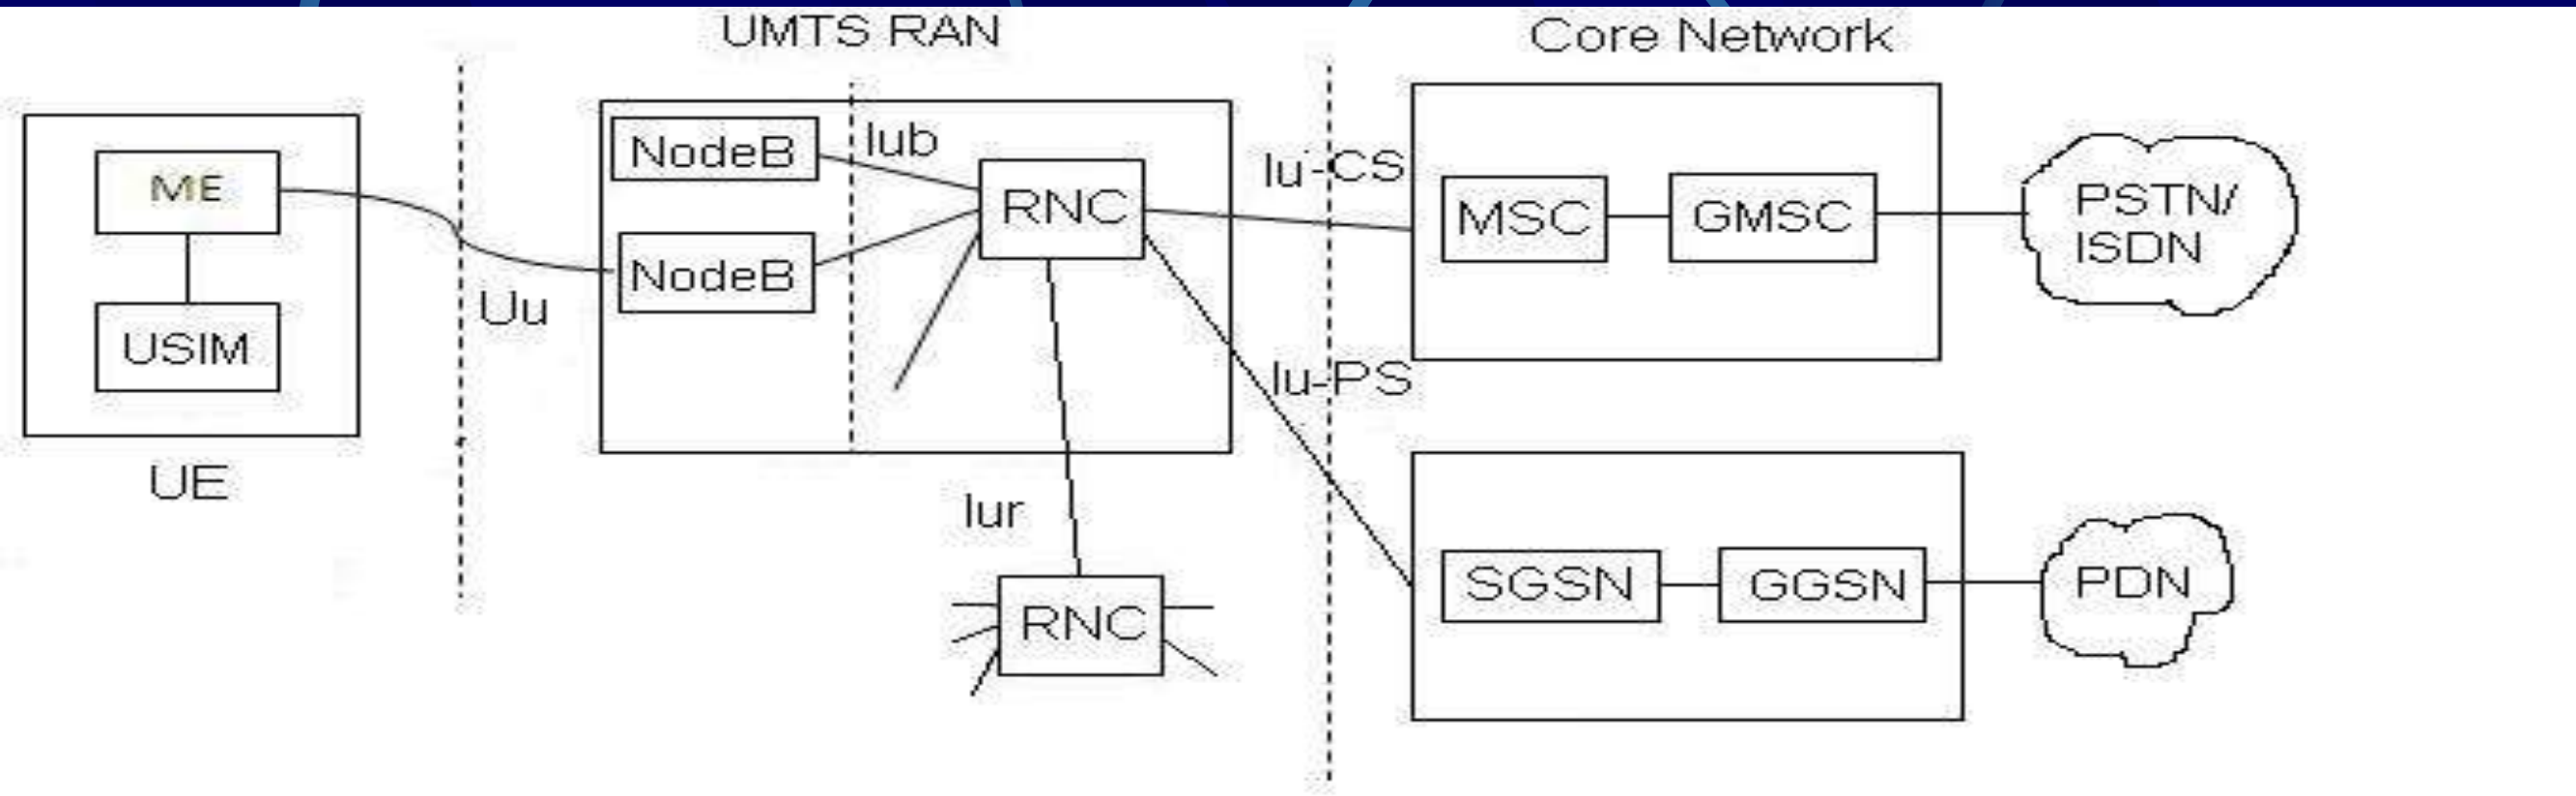 UMTS RAN
Core Network
ME
USIM
UE
Uu
NodeB
NodeB
Iub
RNC
Iur
RNC
Iu-CS
Iu-PS
MSC
GMSC
PSTN/
ISDN
SGSN
GGSN
PDN